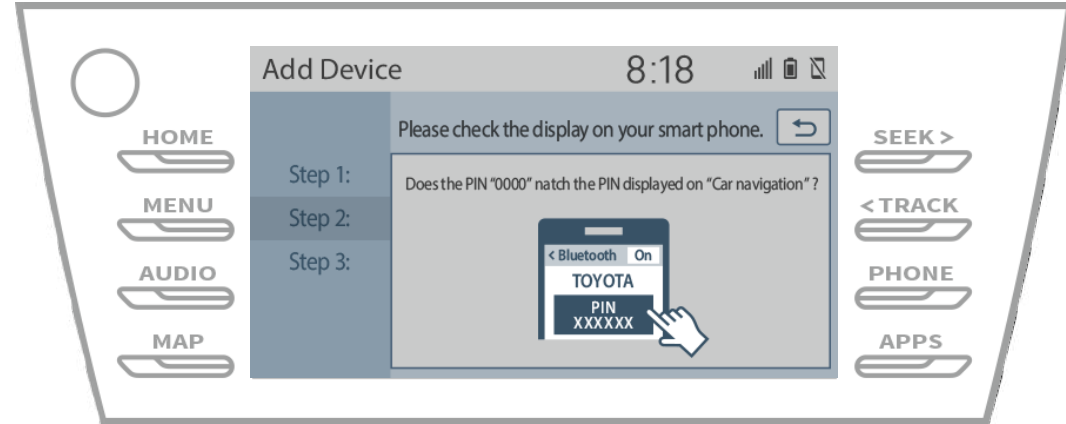 Add Device 8:18
Please check the display on your smart phone.
HOME
SEEK >
Step 1:
Does the PIN "0000" natch the PIN displayed on "Car navigation" ?
MENU
< TRACK
Step 2:
< Bluetooth On
Step 3:
AUDIO
PHONE
TOYOTA
PIN
XXXXXX
MAP
APPS